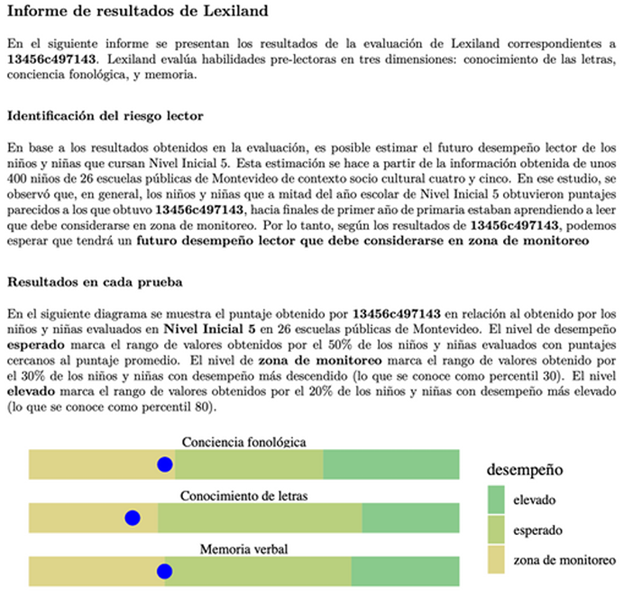 Informe de resultados de Lexiland
En el siguiente informe se presentan los resultados de la evaluación de Lexiland correspondientes a
13456c497143. Lexiland evalúa habilidades pre-lectoras en tres dimensiones: conocimiento de las letras,
conciencia fonológica, y memoria.
Identificación del riesgo lector
En base a los resultados obtenidos en la evaluación, es posible estimar el futuro desempeño lector de los
niños y niñas que cursan Nivel Inicial 5. Esta estimación se hace a partir de la información obtenida de unos
400 niños de 26 escuelas públicas de Montevideo de contexto socio cultural cuatro y cinco. En ese estudio, se
observó que, en general, los niños y niñas que a mitad del año escolar de Nivel Inicial 5 obtuvieron puntajes
parecidos a los que obtuvo 13456c497143, hacia finales de primer año de primaria estaban aprendiendo a leer
que debe considerarse en zona de monitoreo. Por lo tanto, según los resultados de 13456c497143, podemos
esperar que tendrá un futuro desempeño lector que debe considerarse en zona de monitoreo
Resultados en cada prueba
En el siguiente diagrama se muestra el puntaje obtenido por 13456c497143 en relación al obtenido por los
niños y niñas evaluados en Nivel Inicial 5 en 26 escuelas públicas de Montevideo. El nivel de desempeño
esperado marca el rango de valores obtenidos por el 50% de los niños y niñas evaluados con puntajes
cercanos al puntaje promedio. El nivel de zona de monitoreo marca el rango de valores obtenido por
el 30% de los niños y niñas con desempeño más descendido (lo que se conoce como percentil 30). El nivel
elevado marca el rango de valores obtenidos por el 20% de los niños y niñas con desempeño más elevado
(lo que se conoce como percentil 80).
Conciencia fonológica
Conocimiento de letras
Memoria verbal
desempeño
elevado
esperado
zona de monitoreo